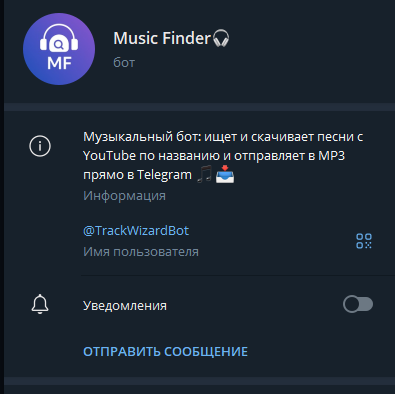 MF
Music Finder🎧
бот
Музыкальный бот: ищет и скачивает песни с
YouTube по названию и отправляет в MP3
прямо в Telegram 🎵📥
Информация
@TrackWizardBot
Имя пользователя
Уведомления
ОТПРАВИТЬ СООБЩЕНИЕ